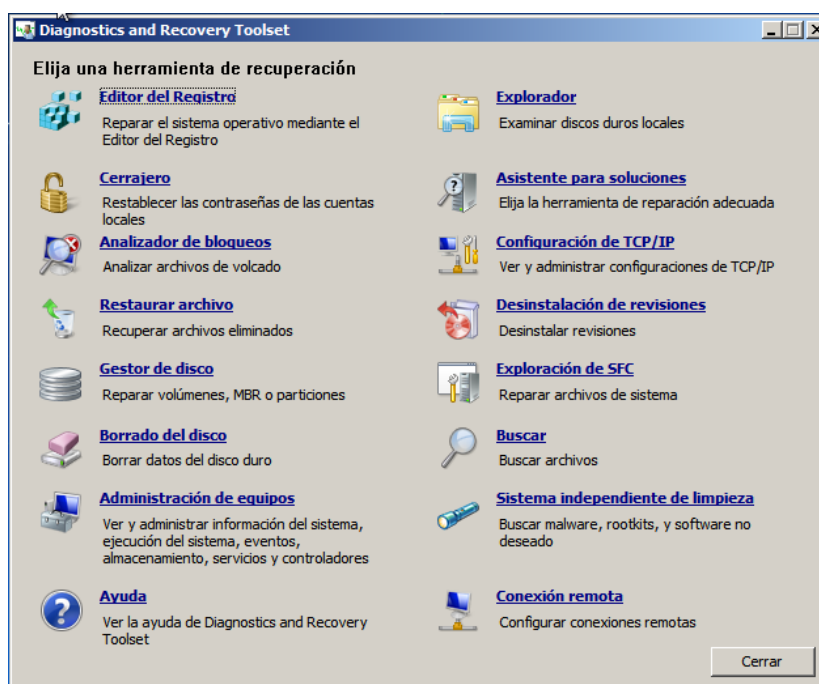 Diagnostics and Recovery Toolset
Elija una herramienta de recuperación
Editor del Registro
Reparar el sistema operativo mediante el
Editor del Registro
Explorador
Examinar discos duros locales
Cerrajero
Restablecer las contraseñas de las cuentas
locales
Asistente para soluciones
Elija la herramienta de reparación adecuada
Analizador de bloqueos
Analizar archivos de volcado
Configuración de TCP/IP
Ver y administrar configuraciones de TCP/IP
Restaurar archivo
Recuperar archivos eliminados
Desinstalación de revisiones
Desinstalar revisiones
Gestor de disco
Reparar volúmenes, MBR o particiones
Exploración de SFC
Reparar archivos de sistema
Borrado del disco
Borrar datos del disco duro
Buscar
Buscar archivos
Administración de equipos
Ver y administrar información del sistema,
ejecución del sistema, eventos,
almacenamiento, servicios y controladores
Sistema independiente de limpieza
Buscar malware, rootkits, y software no
deseado
Ayuda
Ver la ayuda de Diagnostics and Recovery
Toolset
Conexión remota
Configurar conexiones remotas
Cerrar